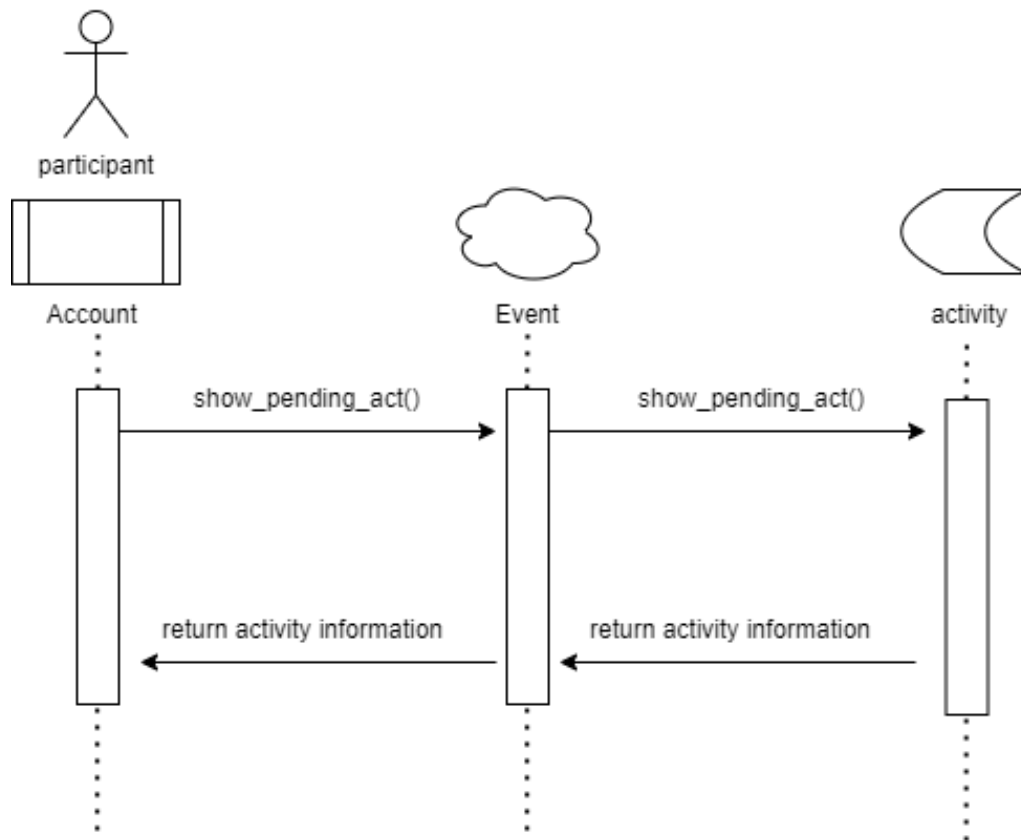 participant
Account
Event
activity
show_pending_act()
show_pending_act()
return activity information
return activity information